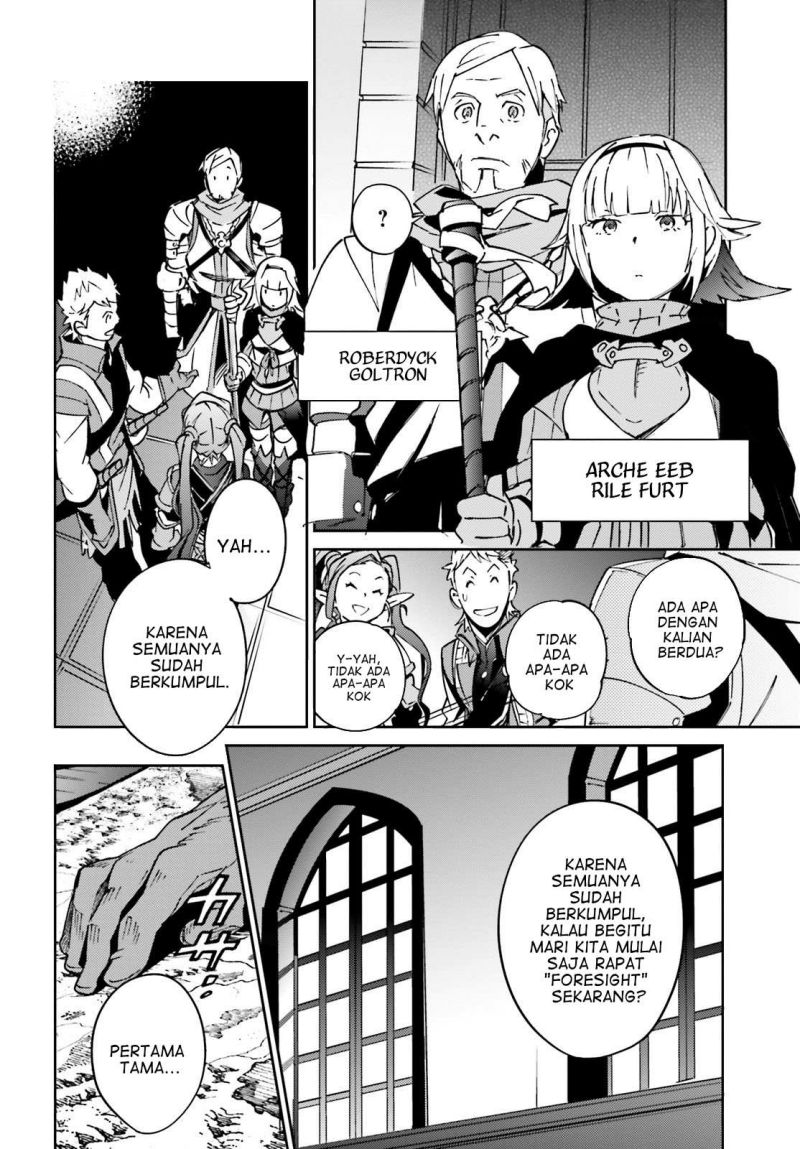 ?
ROBERDYCK
GOLTRON
ARCHE EEB
RILE FURT
ADA APA
DENGAN
KALIAN
BERDUA?
TIDAK
ADA
APA-APA
KOK
Y-YAH,
TIDAK ADA
APA-APA
KOK
YAH...
KARENA
SEMUANYA
SUDAH
BERKUMPUL.
KARENA
SEMUANYA
SUDAH
BERKUMPUL,
KALAU BEGITU
MARI KITA MULAI
SAJA RAPAT
"FORESIGHT"
SEKARANG?
カサ…
PERTAMA
TAMA...